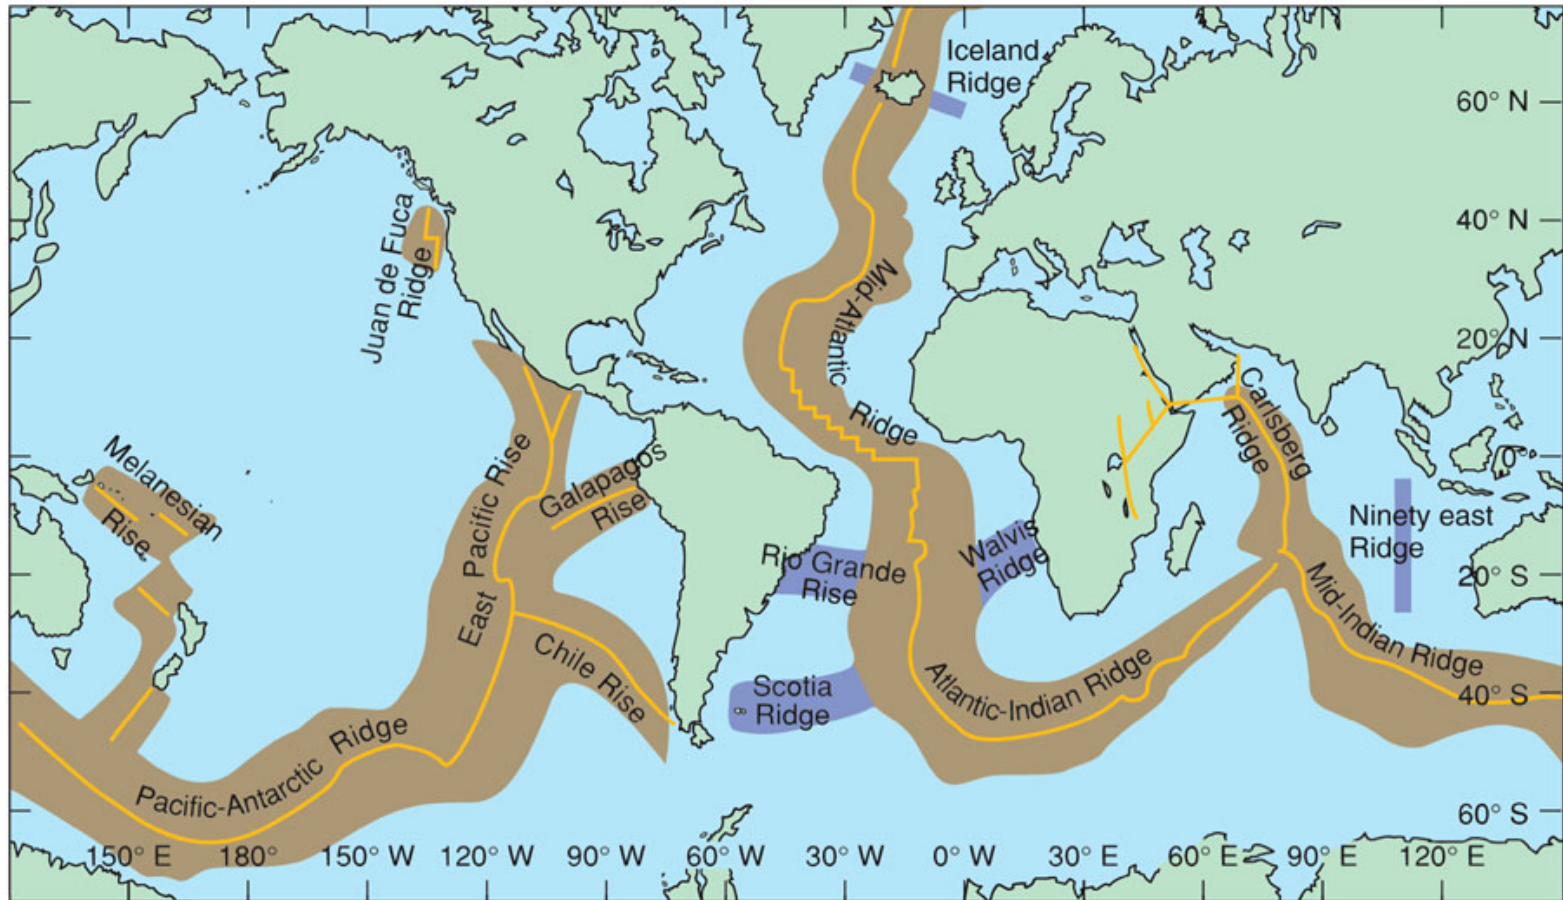 Iceland
Ridge
60° N
40° N
20° N
0°
20° S
40° S
60° S
Juan de Fuca
Ridge
Mid-Atlantic
Ridge
Carlsberg
Ridge
Melanesian
Rise
East Pacific Rise
Galapagos
Rise
Rio Grande
Rise
Walvis
Ridge
Ninety east
Ridge
Mid-Indian Ridge
Chile Rise
Scotia
Ridge
Atlantic-Indian Ridge
Pacific-Antarctic Ridge
150° E 180° 150° W 120° W 90° W 60° W 30° W 0° W 30° E 60° E 90° E 120° E